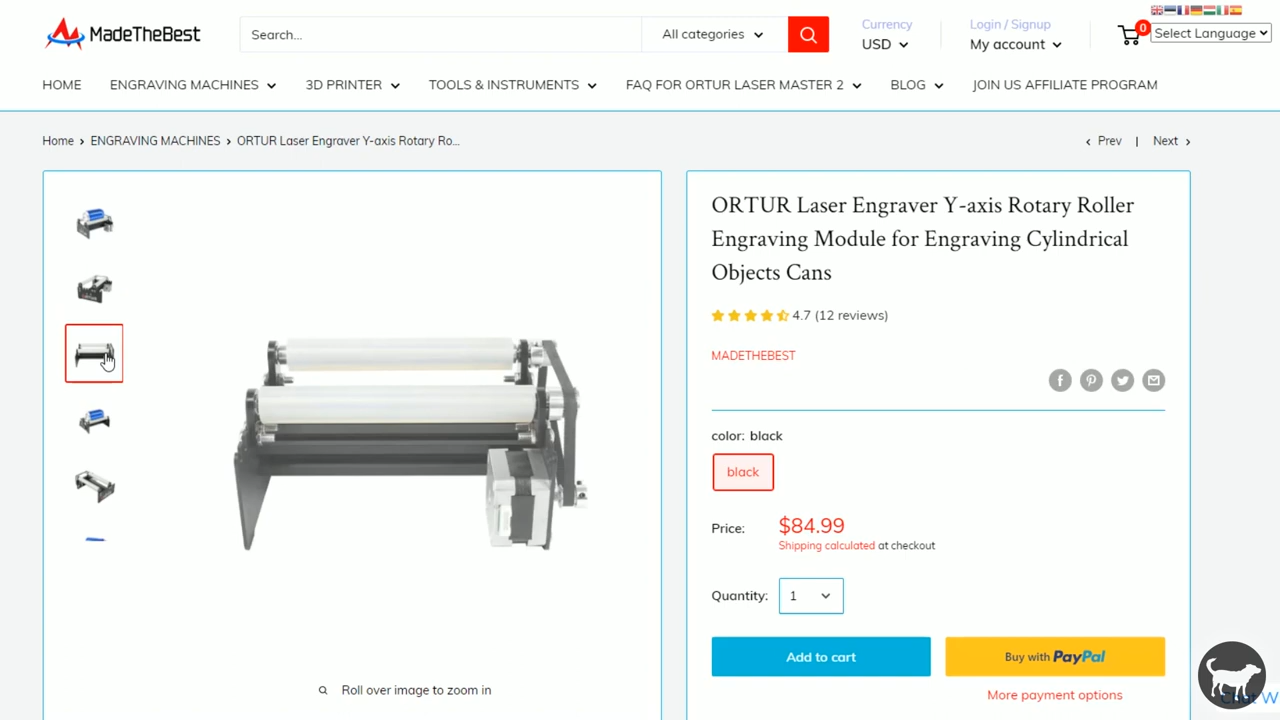 MadeTheBest
Search...
All categories
Currency
USD
Login / Signup
My account
0
Select Language
HOME
ENGRAVING MACHINES
3D PRINTER
TOOLS & INSTRUMENTS
FAQ FOR ORTUR LASER MASTER 2
BLOG
JOIN US AFFILIATE PROGRAM
Home > ENGRAVING MACHINES > ORTUR Laser Engraver Y-axis Rotary Ro...
Prev | Next
ORTUR Laser Engraver Y-axis Rotary Roller
Engraving Module for Engraving Cylindrical
Objects Cans
4.7 (12 reviews)
MADETHEBEST
color: black
black
Price: $84.99
Shipping calculated at checkout
Quantity: 1
Add to cart
Buy with PayPal
More payment options
Roll over image to zoom in
Chat W